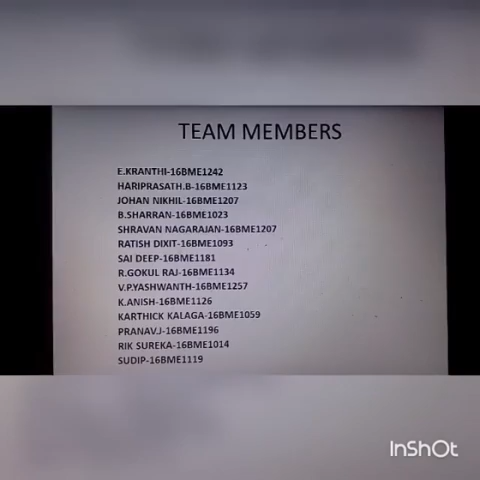 TEAM MEMBERS
E.KRANTHI-16BME1242
HARIPRASATH.B-16BME1123
JOHAN NIKHIL-16BME1207
B.SHARRAN-16BME1023
SHRAVAN NAGARAJAN-16BME1207
RATISH DIXIT-16BME1093
SAI DEEP-16BME1181
R.GOKUL RAJ-16BME1134
V.P.YASHWANTH-16BME1257
K.ANISH-16BME1126
KARTHICK KALAGA-16BME1059
PRANAV.J-16BME1196
RIK SUREKA-16BME1014
SUDIP-16BME1119
InShOt